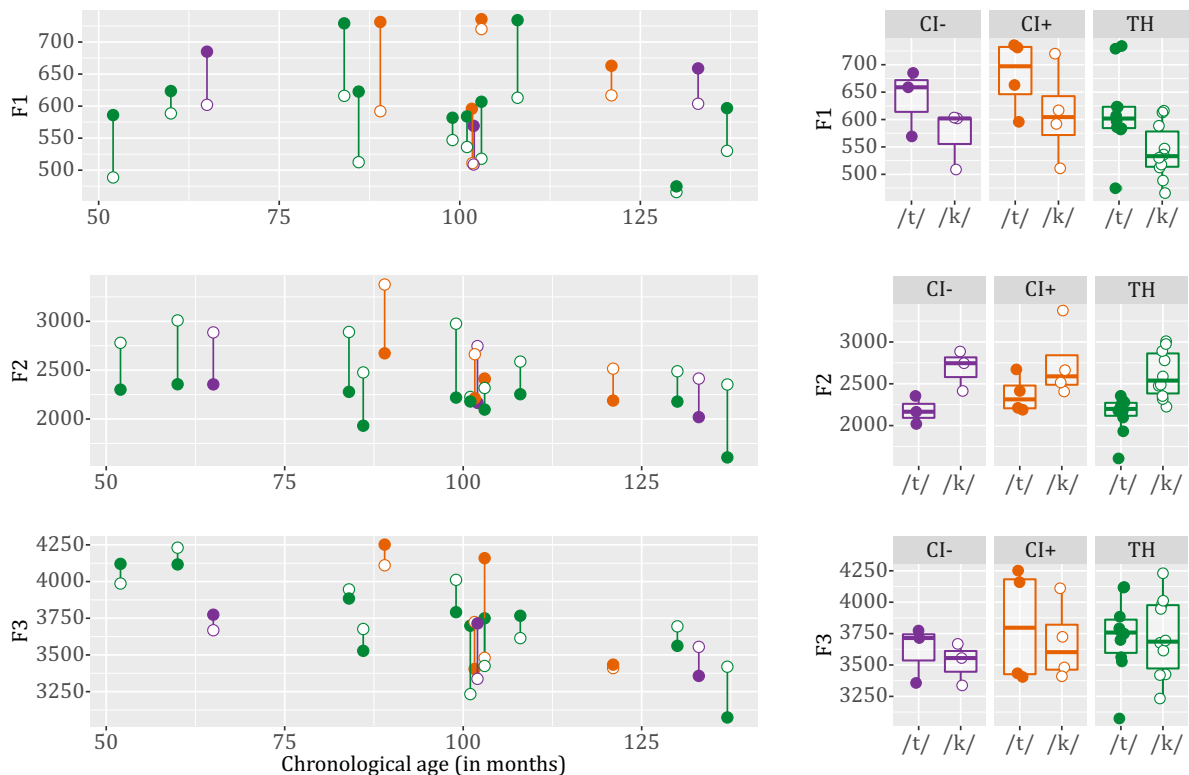 F1
700
650
600
550
500
50
75
100
125
F1
700
650
600
550
500
CI-
CI+
TH
/t/ /k/ /t/ /k/ /t/ /k/
F2
3000
2500
2000
50
75
100
125
F2
3000
2500
2000
CI-
CI+
TH
/t/ /k/ /t/ /k/ /t/ /k/
F3
4250
4000
3750
3500
3250
50
75
100
125
Chronological age (in months)
F3
4250
4000
3750
3500
3250
CI-
CI+
TH
/t/ /k/ /t/ /k/ /t/ /k/